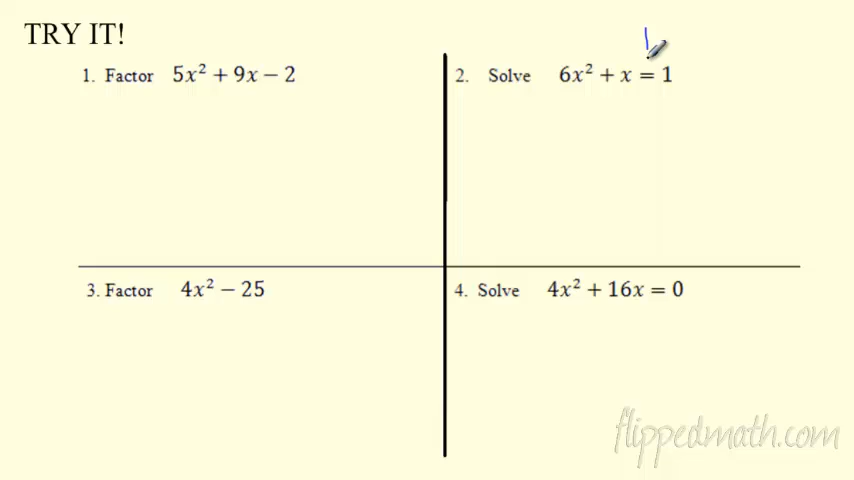 TRY IT!
1. Factor 5x² + 9x − 2
2. Solve 6x² + x = 1
3. Factor 4x² − 25
4. Solve 4x² + 16x = 0
flippedmath.com